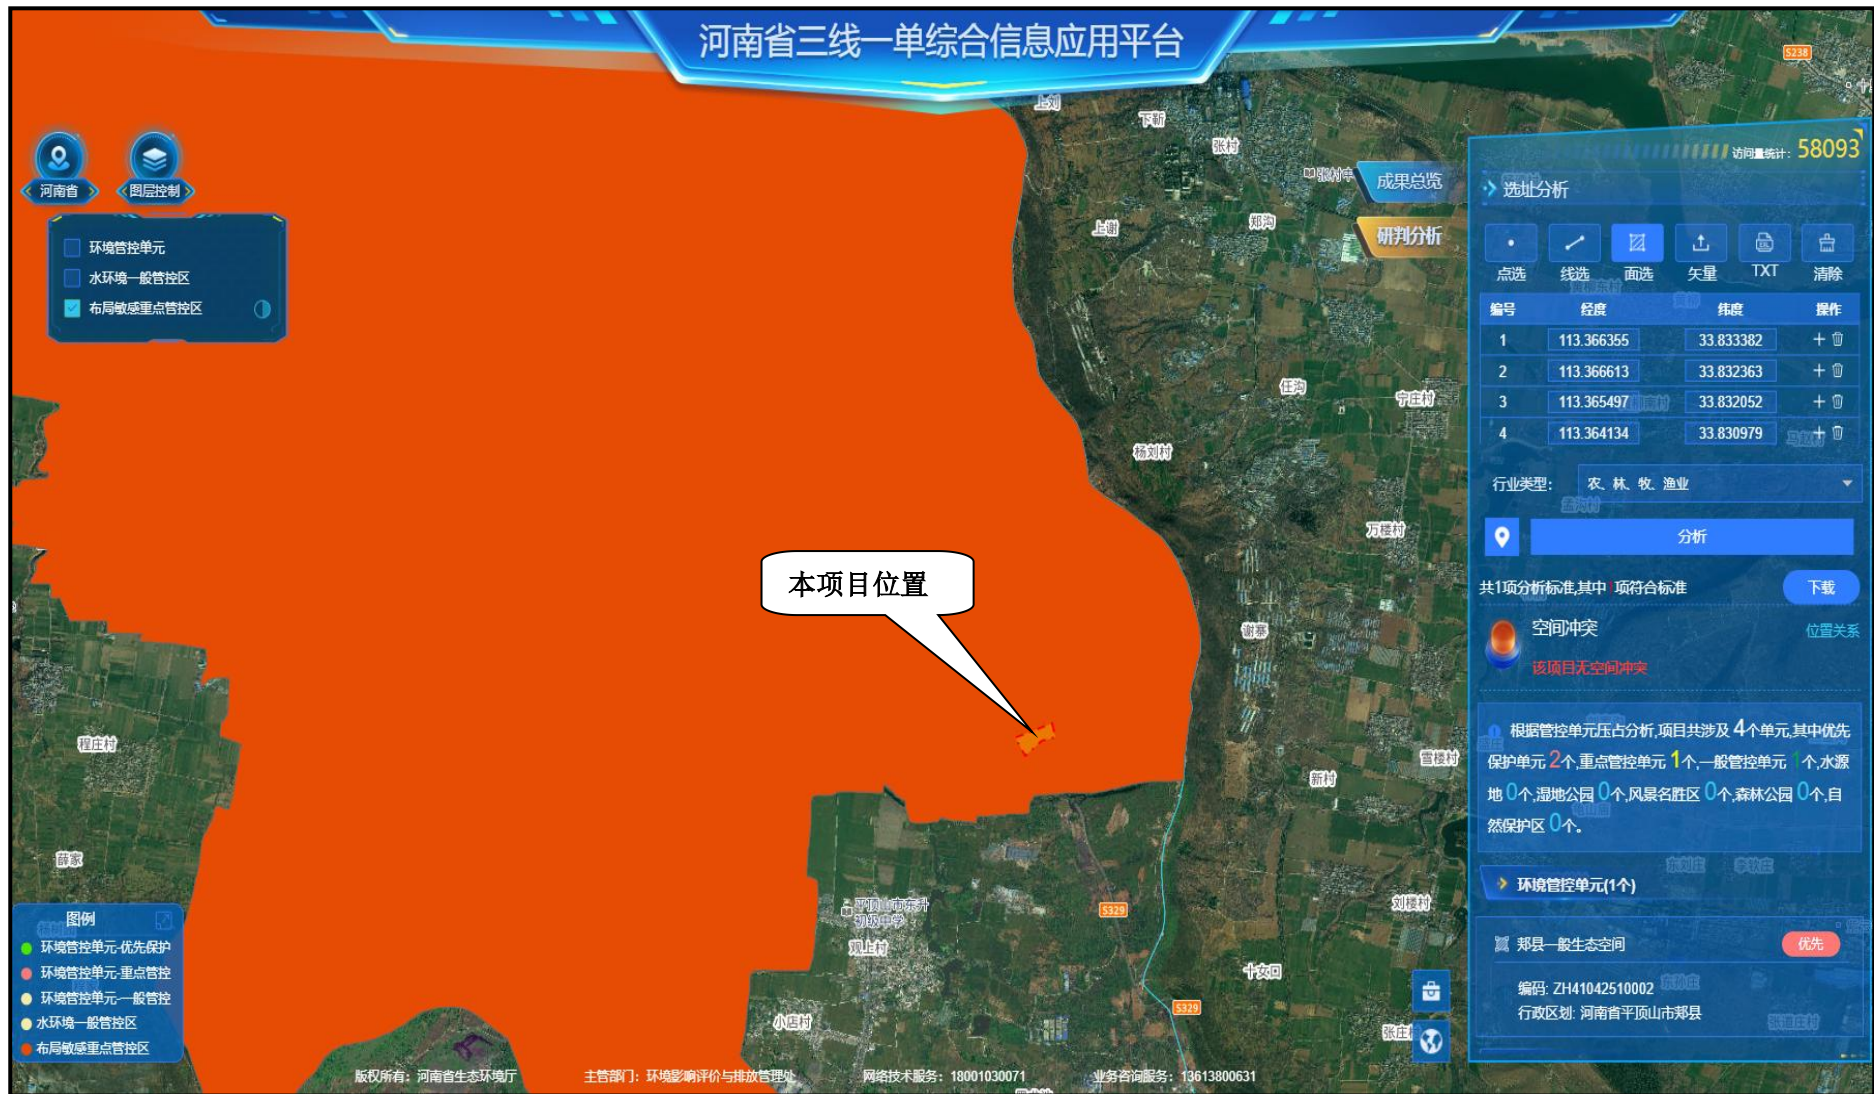 河南省三线一单综合信息应用平台
S238
河南省
图层控制
环境管控单元
水环境一般管控区
布局敏感重点管控区
上刘
下靳
张村
上谢
郑沟
任沟
宁庄村
杨刘村
万楼村
谢寨
雪楼村
新村
程庄村
薛家
平顶山市东升
初级中学
观上村
小店村
刘楼村
十女回
S329
S329
本项目位置
成果总览
研判分析
访问量统计: 58093
选址分析
点选 线选 面选 矢量 TXT 清除
编号 经度 纬度 操作
1 113.366355 33.833382
2 113.366613 33.832363
3 113.365497 33.832052
4 113.364134 33.830979
行业类型: 农、林、牧、渔业
分析
共1项分析标准,其中 项符合标准
下载
空间冲突
位置关系
该项目无空间冲突
根据管控单元压占分析,项目共涉及 4个单元,其中优先
保护单元 2个,重点管控单元 1个,一般管控单元 1个,水源
地 0个,湿地公园 0个,风景名胜区 0个,森林公园 0个,自
然保护区 0个。
环境管控单元(1个)
郏县一般生态空间
优先
编码: ZH41042510002
行政区划: 河南省平顶山市郏县
图例
环境管控单元-优先保护
环境管控单元-重点管控
环境管控单元-一般管控
水环境一般管控区
布局敏感重点管控区
版权所有：河南省生态环境厅
主管部门：环境影响评价与排放管理处
网络技术服务：18001030071
业务咨询服务：13613800631